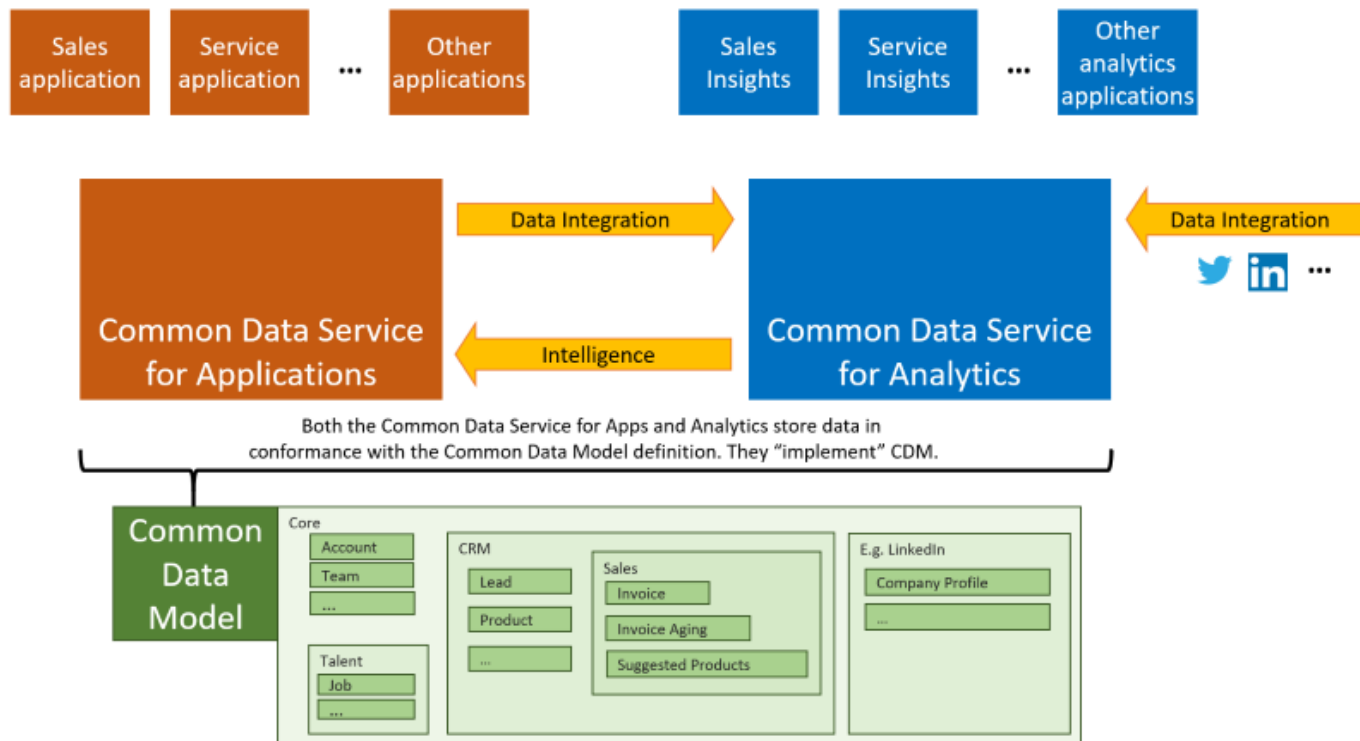 Sales
application
Service
application
...
Other
applications
Sales
Insights
Service
Insights
...
Other
analytics
applications
Data Integration
Data Integration
in
...
Common Data Service
for Applications
Intelligence
Common Data Service
for Analytics
Both the Common Data Service for Apps and Analytics store data in
conformance with the Common Data Model definition. They “implement” CDM.
Common
Data
Model
Core
Account
Team
...
Talent
Job
...
CRM
Lead
Product
...
Sales
Invoice
Invoice Aging
Suggested Products
E.g. LinkedIn
Company Profile
...